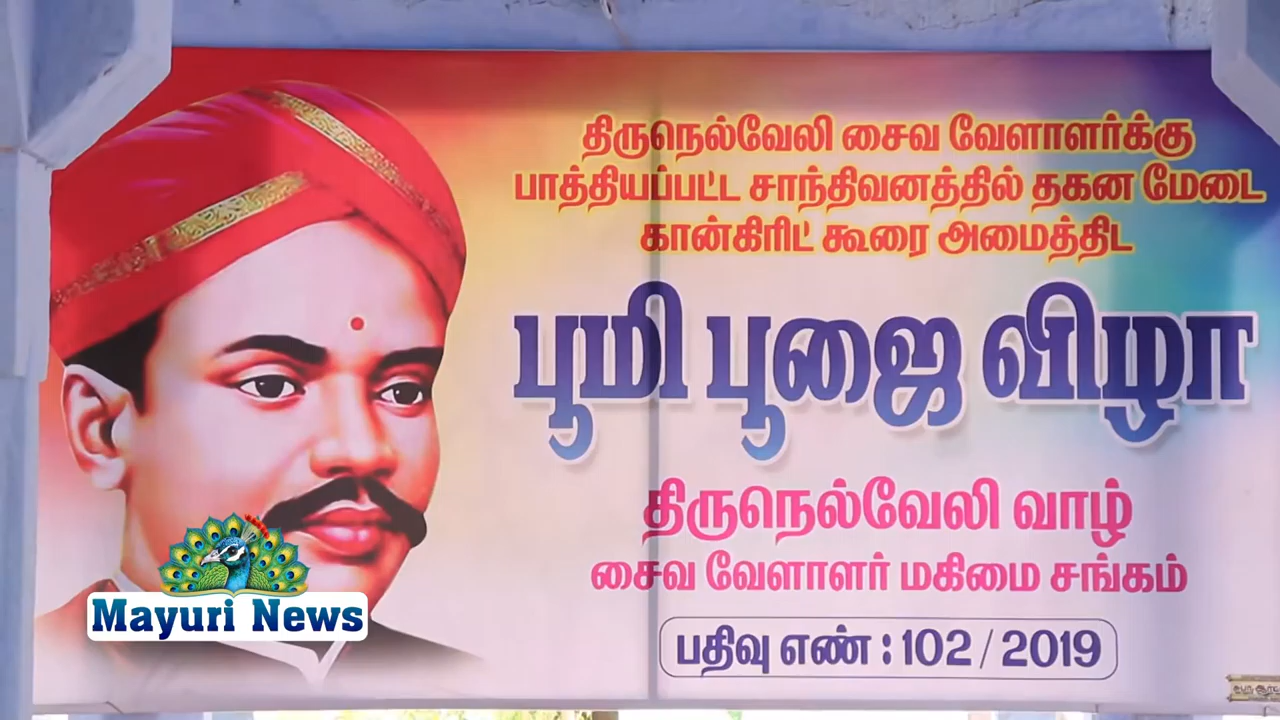 திருநெல்வேலி சைவ வேளாளர்க்கு
பாத்தியப்பட்ட சாந்திவனத்தில் தகன மேடை
கான்கிரிட் கூரை அமைத்திட
பூமி பூஜை விழா
திருநெல்வேலி வாழ்
சைவ வேளாளர் மகிமை சங்கம்
பதிவு எண் : 102 / 2019
Mayuri News